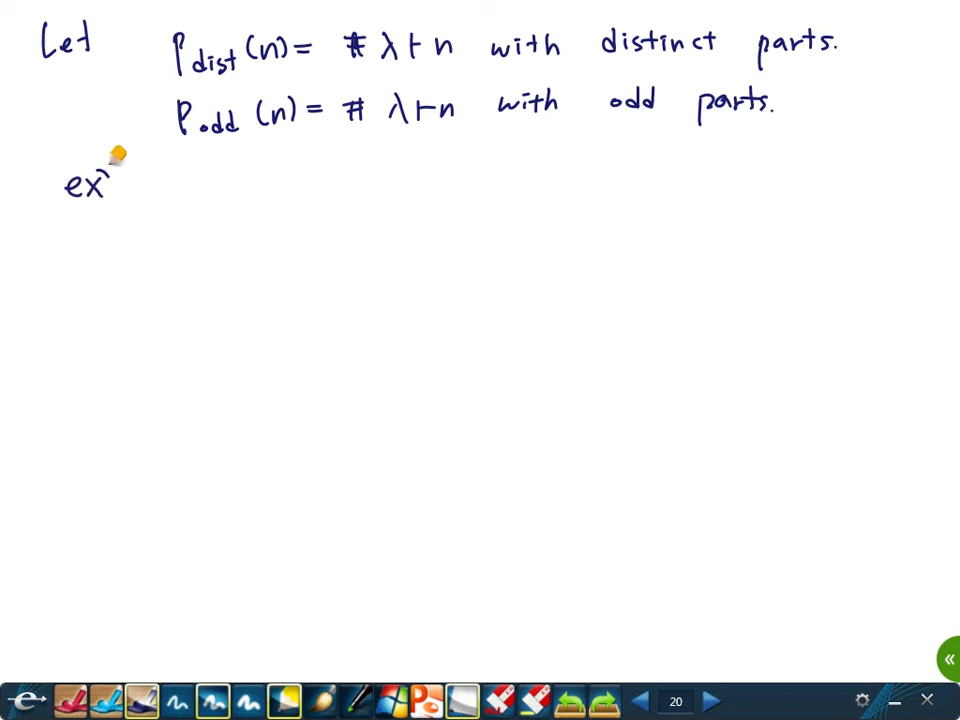 Let P_dist (n) = # λ ⊢ n with distinct parts.
P_odd (n) = # λ ⊢ n with odd parts.
ex)
20